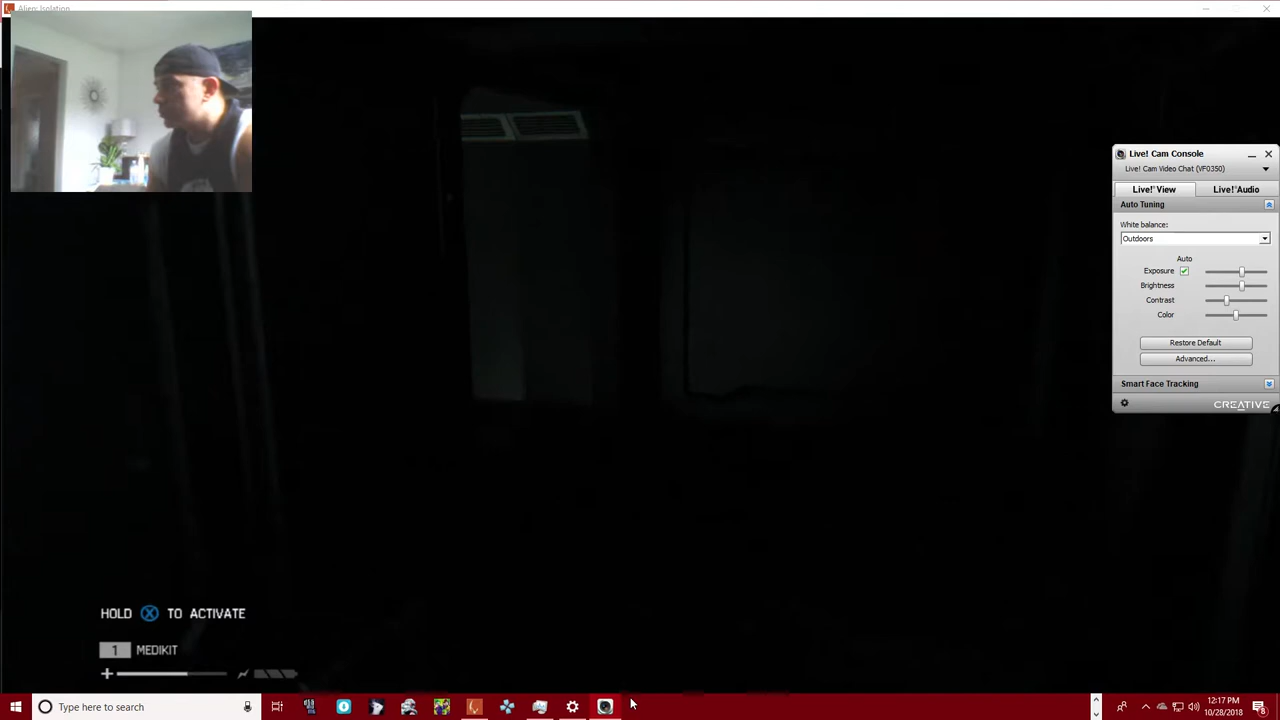 Alien: Isolation
Live! Cam Console
Live! Cam Video Chat (VF0350)
Live! View
Live! Audio
Auto Tuning
White balance:
Outdoors
Auto
Exposure
Brightness
Contrast
Color
Restore Default
Advanced...
Smart Face Tracking
CREATIVE
HOLD X TO ACTIVATE
1 MEDIKIT
Type here to search
12:17 PM
10/28/2018
8